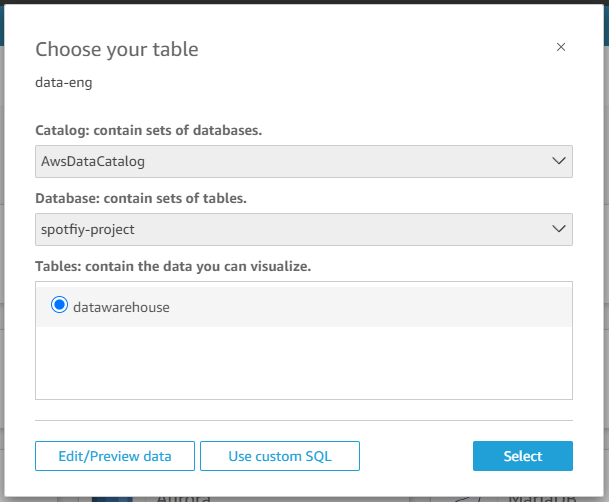 Choose your table
data-eng
Catalog: contain sets of databases.
AwsDataCatalog
Database: contain sets of tables.
spotfiy-project
Tables: contain the data you can visualize.
datawarehouse
Edit/Preview data
Use custom SQL
Select
Aurora
MariaDB